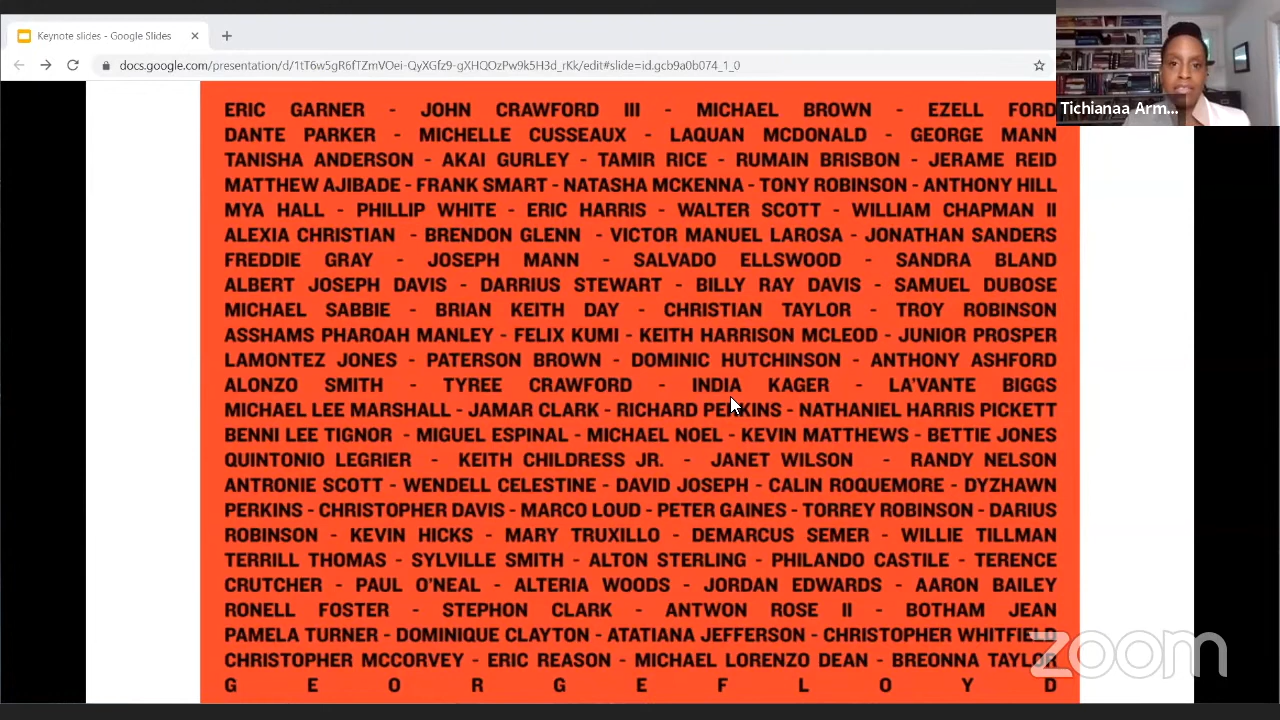 Keynote slides - Google Slides
docs.google.com/presentation/d/1tT6w5gR6fTZmVOu-QyXGfz9-gXHQOzPw9k5H3d_rKk/edit#slide=id.gcb9a0b074_1_0
Tichianaa Arm...
ERIC GARNER - JOHN CRAWFORD III - MICHAEL BROWN - EZELL FORD
DANTE PARKER - MICHELLE CUSSEAUX - LAQUAN MCDONALD - GEORGE MANN
TANISHA ANDERSON - AKAI GURLEY - TAMIR RICE - RUMAIN BRISBON - JERAME REID
MATTHEW AJIBADE - FRANK SMART - NATASHA MCKENNA - TONY ROBINSON - ANTHONY HILL
MYA HALL - PHILLIP WHITE - ERIC HARRIS - WALTER SCOTT - WILLIAM CHAPMAN II
ALEXIA CHRISTIAN - BRENDON GLENN - VICTOR MANUEL LAROSA - JONATHAN SANDERS
FREDDIE GRAY - JOSEPH MANN - SALVADO ELLSWOOD - SANDRA BLAND
ALBERT JOSEPH DAVIS - DARRIUS STEWART - BILLY RAY DAVIS - SAMUEL DUBOSE
MICHAEL SABBIE - BRIAN KEITH DAY - CHRISTIAN TAYLOR - TROY ROBINSON
ASSHAMS PHAROAH MANLEY - FELIX KUMI - KEITH HARRISON MCLEOD - JUNIOR PROSPER
LAMONTEZ JONES - PATERSON BROWN - DOMINIC HUTCHINSON - ANTHONY ASHFORD
ALONZO SMITH - TYREE CRAWFORD - INDIA KAGER - LA'VANTE BIGGS
MICHAEL LEE MARSHALL - JAMAR CLARK - RICHARD PERKINS - NATHANIEL HARRIS PICKETT
BENNI LEE TIGNOR - MIGUEL ESPINAL - MICHAEL NOEL - KEVIN MATTHEWS - BETTIE JONES
QUINTONIO LEGRIER - KEITH CHILDRESS JR. - JANET WILSON - RANDY NELSON
ANTRONIE SCOTT - WENDELL CELESTINE - DAVID JOSEPH - CALIN ROQUEMORE - DYZHAWN
PERKINS - CHRISTOPHER DAVIS - MARCO LOUD - PETER GAINES - TORREY ROBINSON - DARIUS
ROBINSON - KEVIN HICKS - MARY TRUXILLO - DEMARCUS SEMER - WILLIE TILLMAN
TERRILL THOMAS - SYLVILLE SMITH - ALTON STERLING - PHILANDO CASTILE - TERENCE
CRUTCHER - PAUL O'NEAL - ALTERIA WOODS - JORDAN EDWARDS - AARON BAILEY
RONELL FOSTER - STEPHON CLARK - ANTWON ROSE II - BOTHAM JEAN
PAMELA TURNER - DOMINIQUE CLAYTON - ATATIANA JEFFERSON - CHRISTOPHER WHITFIELD
CHRISTOPHER MCCORVEY - ERIC REASON - MICHAEL LORENZO DEAN - BREONNA TAYLOR
G E O R G E F L O Y D
zoom